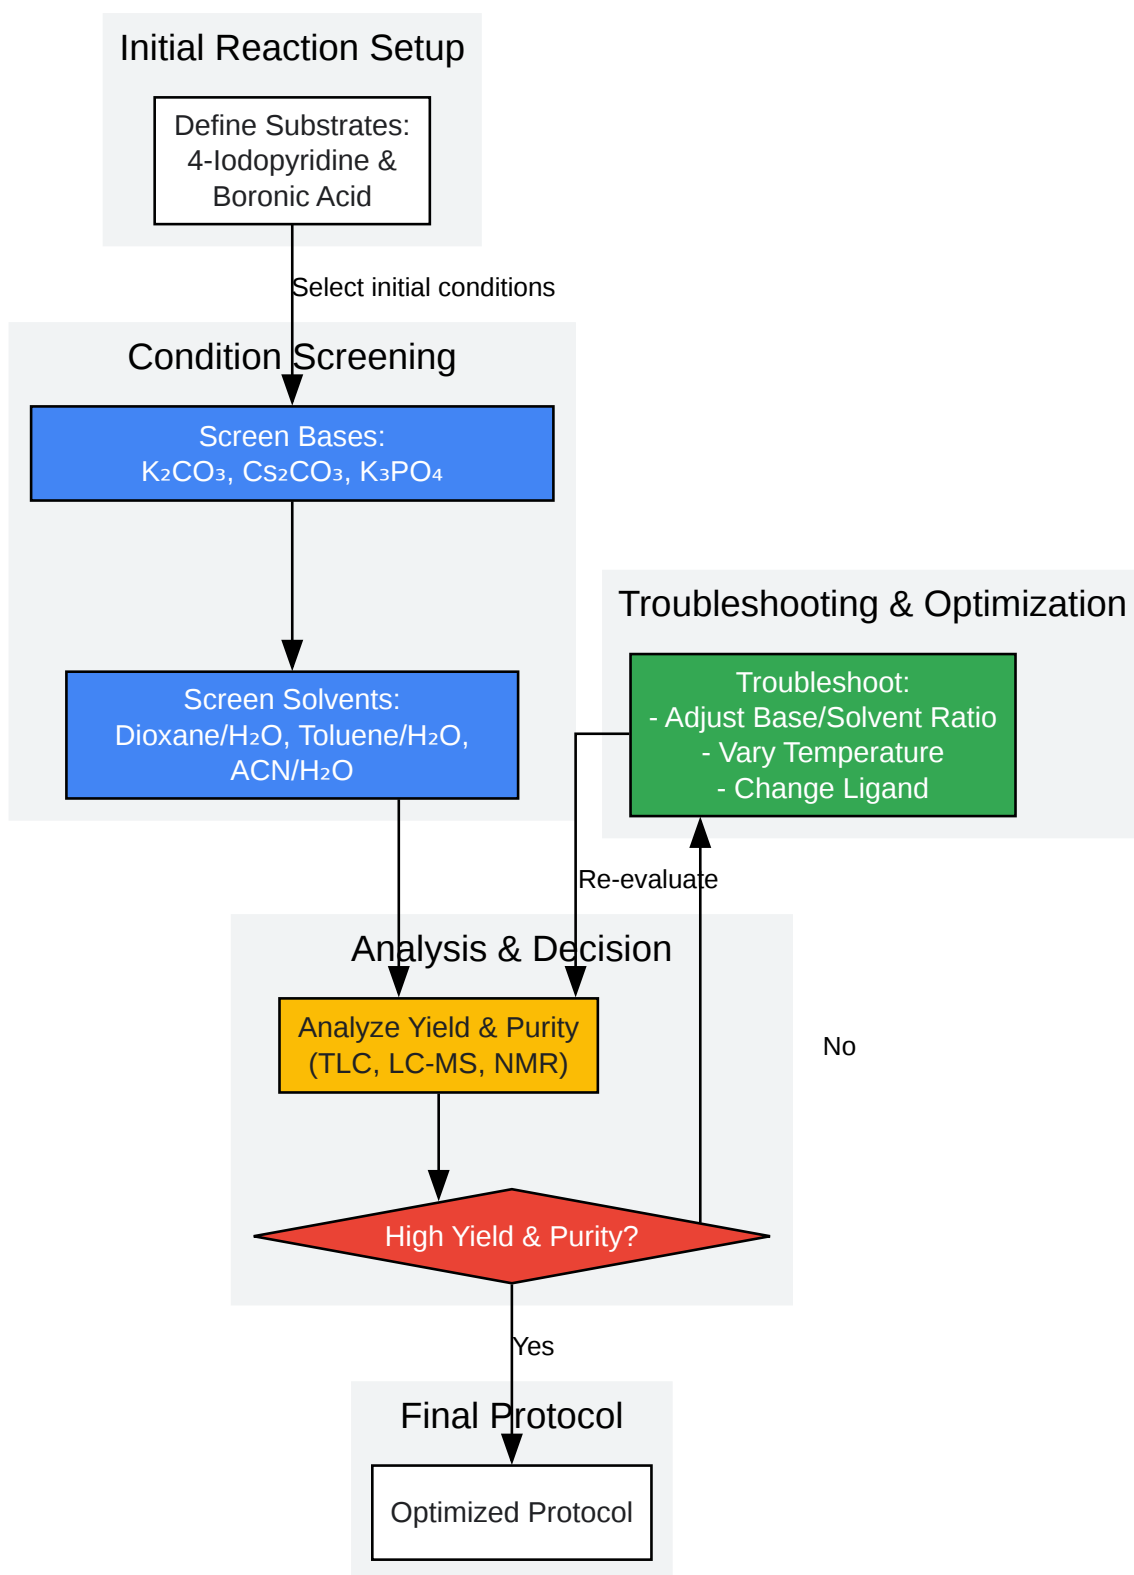 Initial Reaction Setup
Define Substrates:
4-Iodopyridine &
Boronic Acid
Select initial conditions
Condition Screening
Screen Bases:
K₂CO₃, Cs₂CO₃, K₃PO₄
Screen Solvents:
Dioxane/H₂O, Toluene/H₂O,
ACN/H₂O
Troubleshooting & Optimization
Troubleshoot:
- Adjust Base/Solvent Ratio
- Vary Temperature
- Change Ligand
Re-evaluate
Analysis & Decision
Analyze Yield & Purity
(TLC, LC-MS, NMR)
No
High Yield & Purity?
Yes
Final Protocol
Optimized Protocol